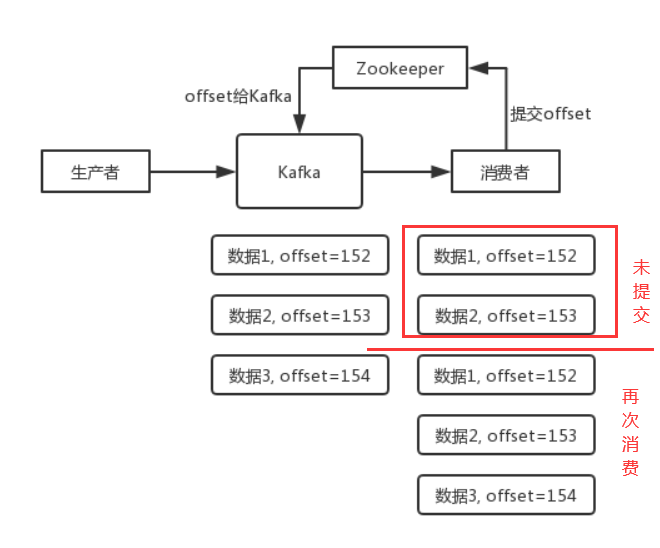 Zookeeper
offset给Kafka
提交offset
生产者
Kafka
消费者
数据1, offset=152
数据1, offset=152
数据2, offset=153
数据2, offset=153
未提交
数据3, offset=154
数据1, offset=152
数据2, offset=153
数据3, offset=154
再次消费